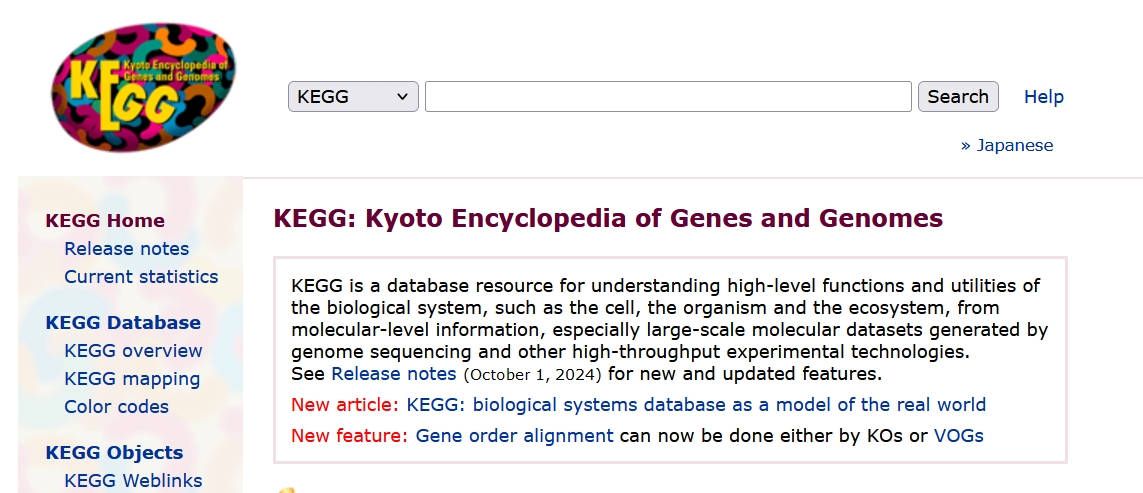 KEGG
Kyoto Encyclopedia of
Genes and Genomes
KEGG
Search
Help
» Japanese
KEGG Home
Release notes
Current statistics
KEGG Database
KEGG overview
KEGG mapping
Color codes
KEGG Objects
KEGG Weblinks
KEGG: Kyoto Encyclopedia of Genes and Genomes
KEGG is a database resource for understanding high-level functions and utilities of
the biological system, such as the cell, the organism and the ecosystem, from
molecular-level information, especially large-scale molecular datasets generated by
genome sequencing and other high-throughput experimental technologies.
See Release notes (October 1, 2024) for new and updated features.
New article: KEGG: biological systems database as a model of the real world
New feature: Gene order alignment can now be done either by KOs or VOGs